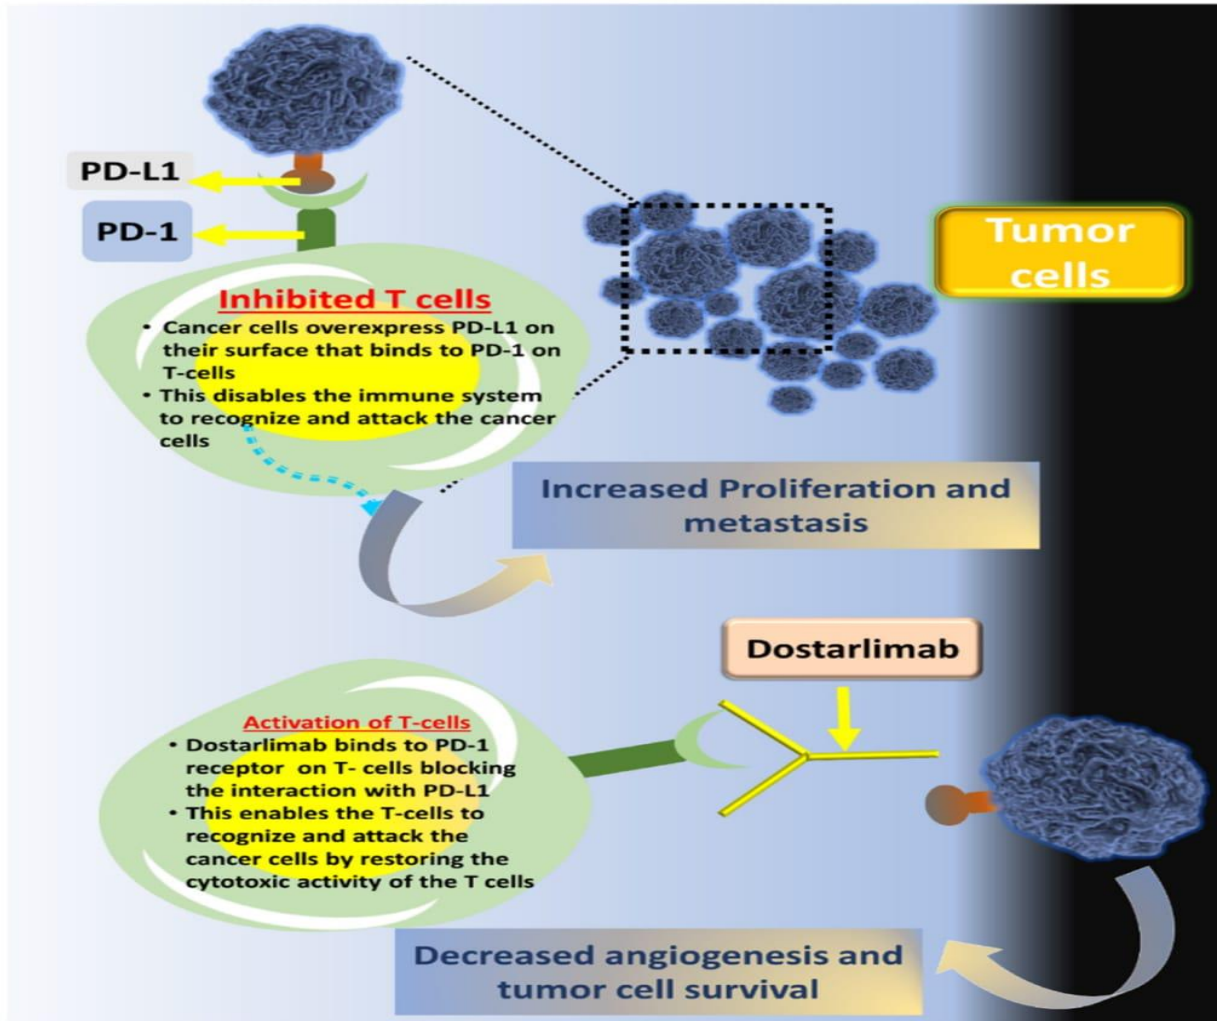 PD-L1
PD-1
Tumor
cells
Inhibited T cells
• Cancer cells overexpress PD-L1 on
their surface that binds to PD-1 on
T-cells
• This disables the immune system
to recognize and attack the cancer
cells
Increased Proliferation and
metastasis
Dostarlimab
Activation of T-cells
• Dostarlimab binds to PD-1
receptor on T- cells blocking
the interaction with PD-L1
• This enables the T-cells to
recognize and attack the
cancer cells by restoring the
cytotoxic activity of the T cells
Decreased angiogenesis and
tumor cell survival